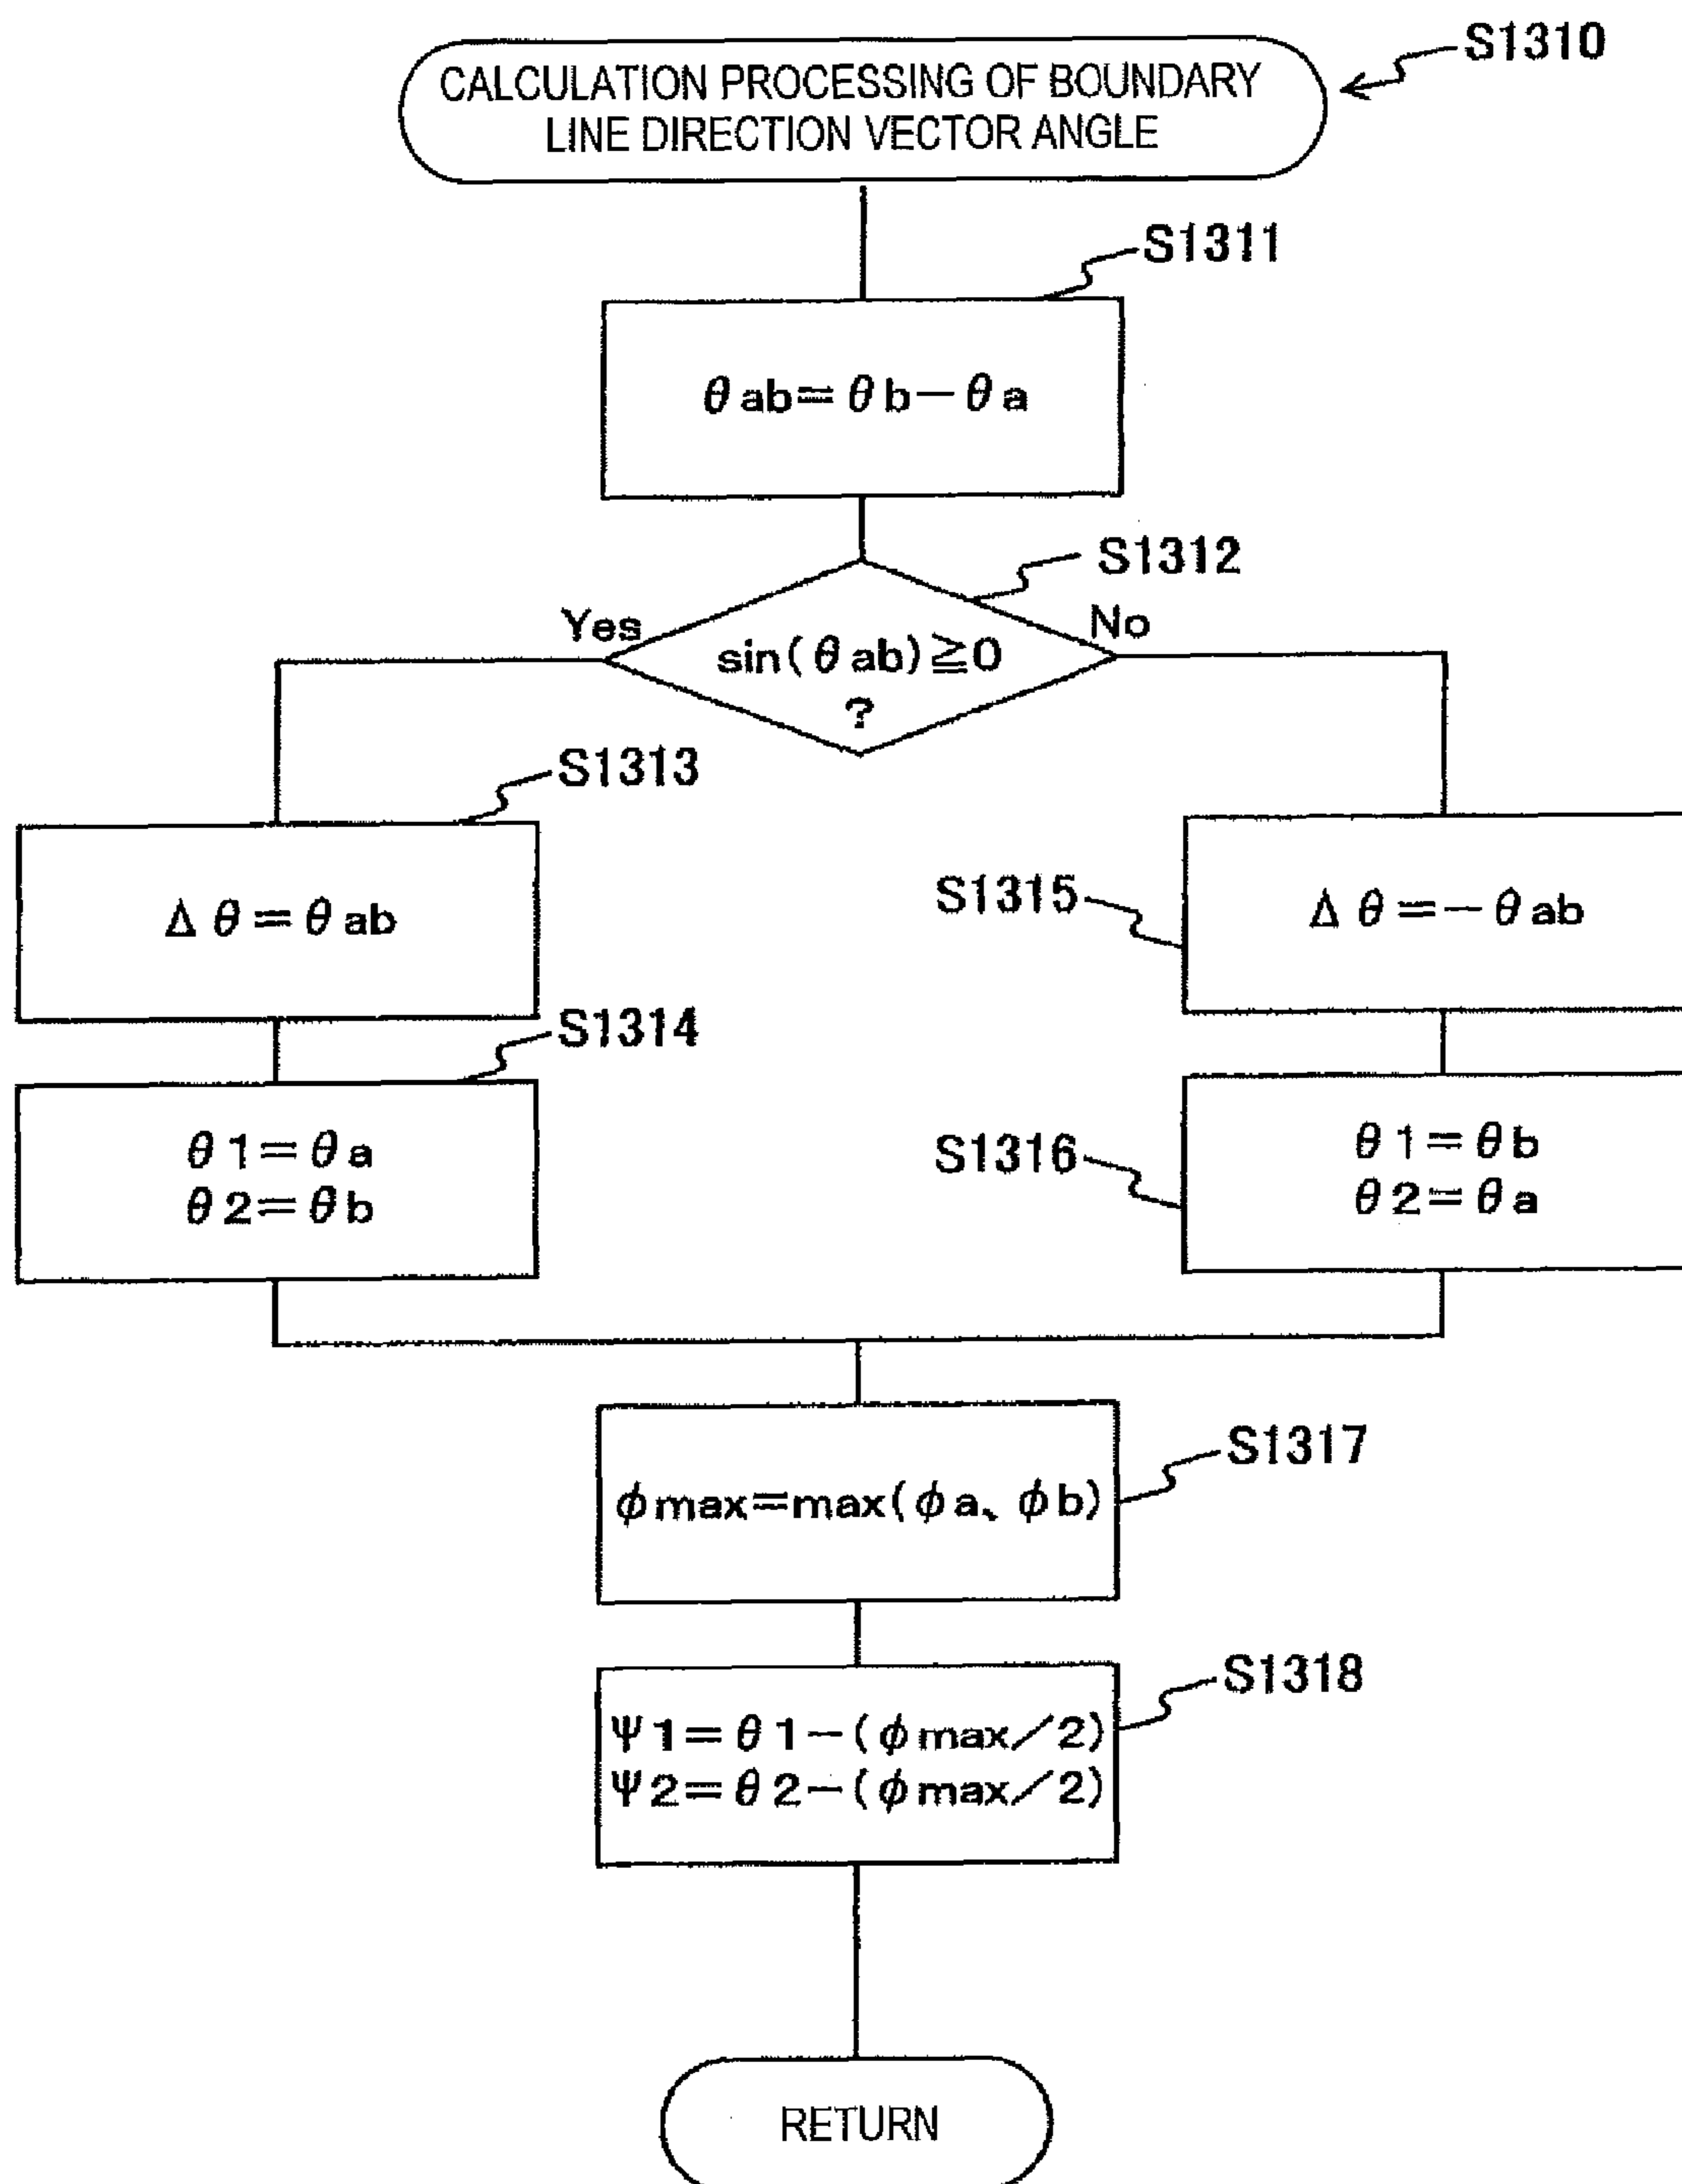 S1310
CALCULATION PROCESSING OF BOUNDARY
LINE DIRECTION VECTOR ANGLE
S1311
θab=θb-θa
S1312
Yes
No
sin(θab)≧0
?
S1313
Δθ=θab
S1315
Δθ=-θab
S1314
θ1=θa
θ2=θb
S1316
θ1=θb
θ2=θa
S1317
φmax=max(φa、φb)
S1318
Ψ1=θ1-(φmax/2)
Ψ2=θ2-(φmax/2)
RETURN